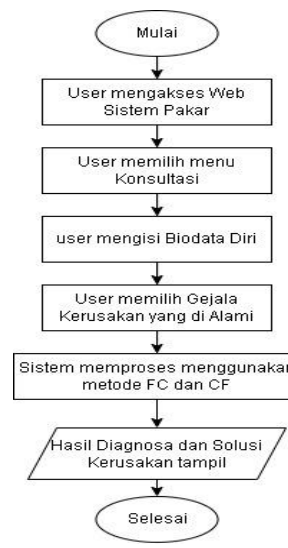 Mulai
User mengakses Web
Sistem Pakar
User memilih menu
Konsultasi
user mengisi Biodata Diri
User memilih Gejala
Kerusakan yang di Alami
Sistem memproses menggunakan
metode FC dan CF
Hasil Diagnosa dan Solusi
Kerusakan tampil
Selesai